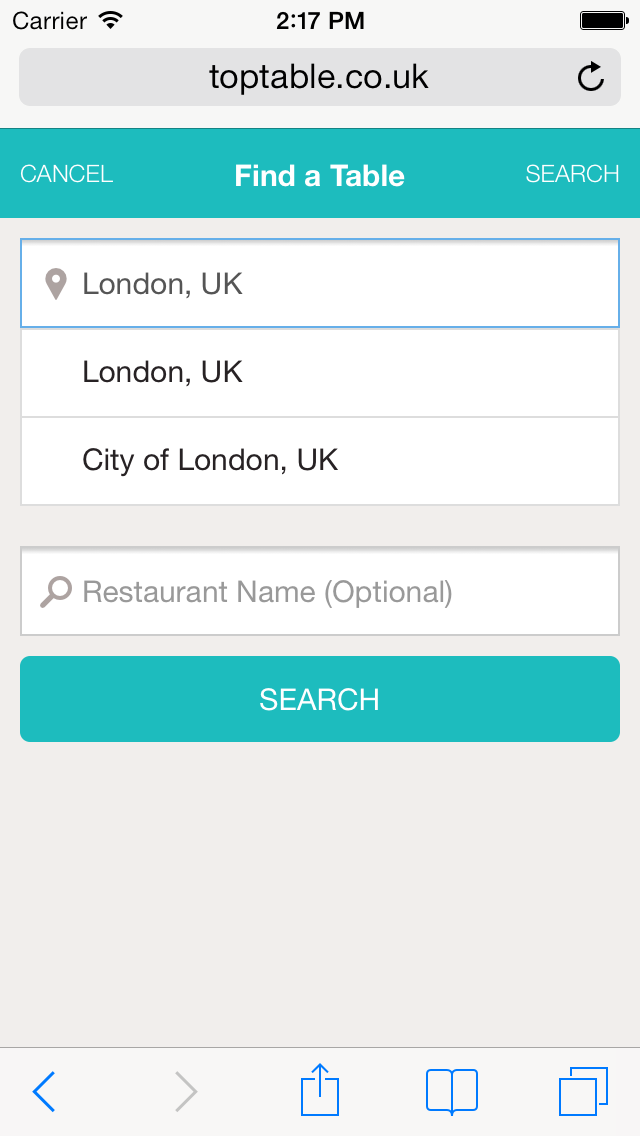 Carrier 2:17 PM
toptable.co.uk
CANCEL Find a Table SEARCH
London, UK
London, UK
City of London, UK
Restaurant Name (Optional)
SEARCH